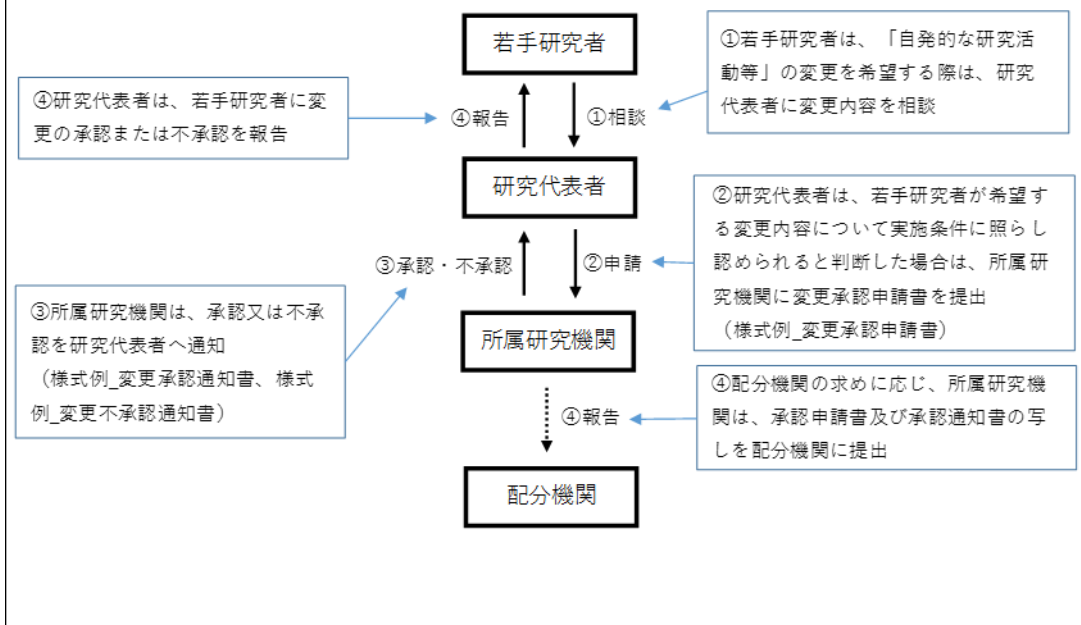 若手研究者
①若手研究者は、「自発的な研究活
動等」の変更を希望する際は、研究
代表者に変更内容を相談
④研究代表者は、若手研究者に変
更の承認または不承認を報告
④報告
①相談
研究代表者
②研究代表者は、若手研究者が希望す
る変更内容について実施条件に照らし
認められると判断した場合は、所属研
究機関に変更承認申請書を提出
（様式例_変更承認申請書）
③承認・不承認
②申請
③所属研究機関は、承認又は不承
認を研究代表者へ通知
（様式例_変更承認通知書、様式
例_変更不承認通知書）
所属研究機関
④配分機関の求めに応じ、所属研究機
関は、承認申請書及び承認通知書の写
しを配分機関に提出
④報告
配分機関